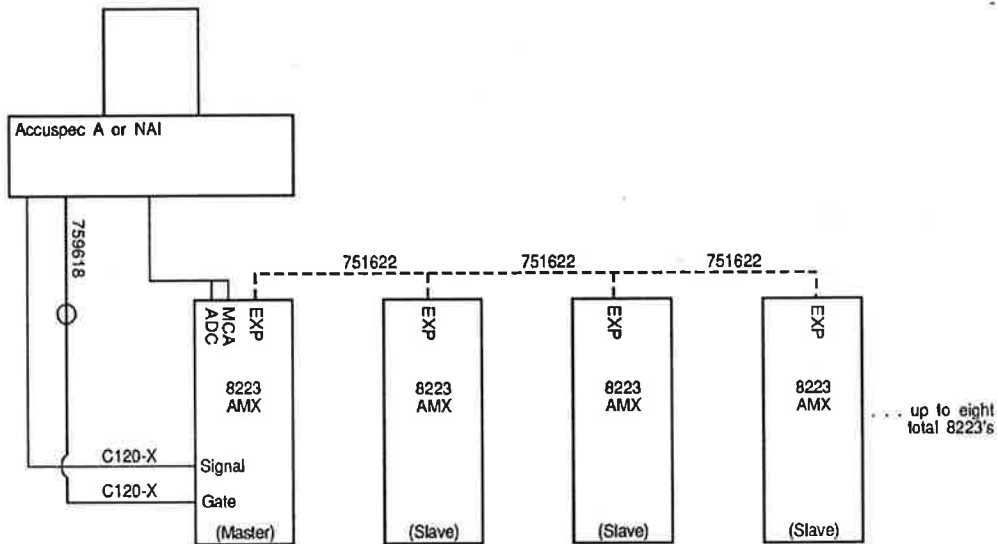 Accuspec A or NAI
759618
751622
751622
751622
ADC
MCA
EXP
EXP
EXP
EXP
8223
AMX
8223
AMX
8223
AMX
8223
AMX
. . . up to eight
total 8223's
C120-X
Signal
C120-X
Gate
(Master)
(Slave)
(Slave)
(Slave)